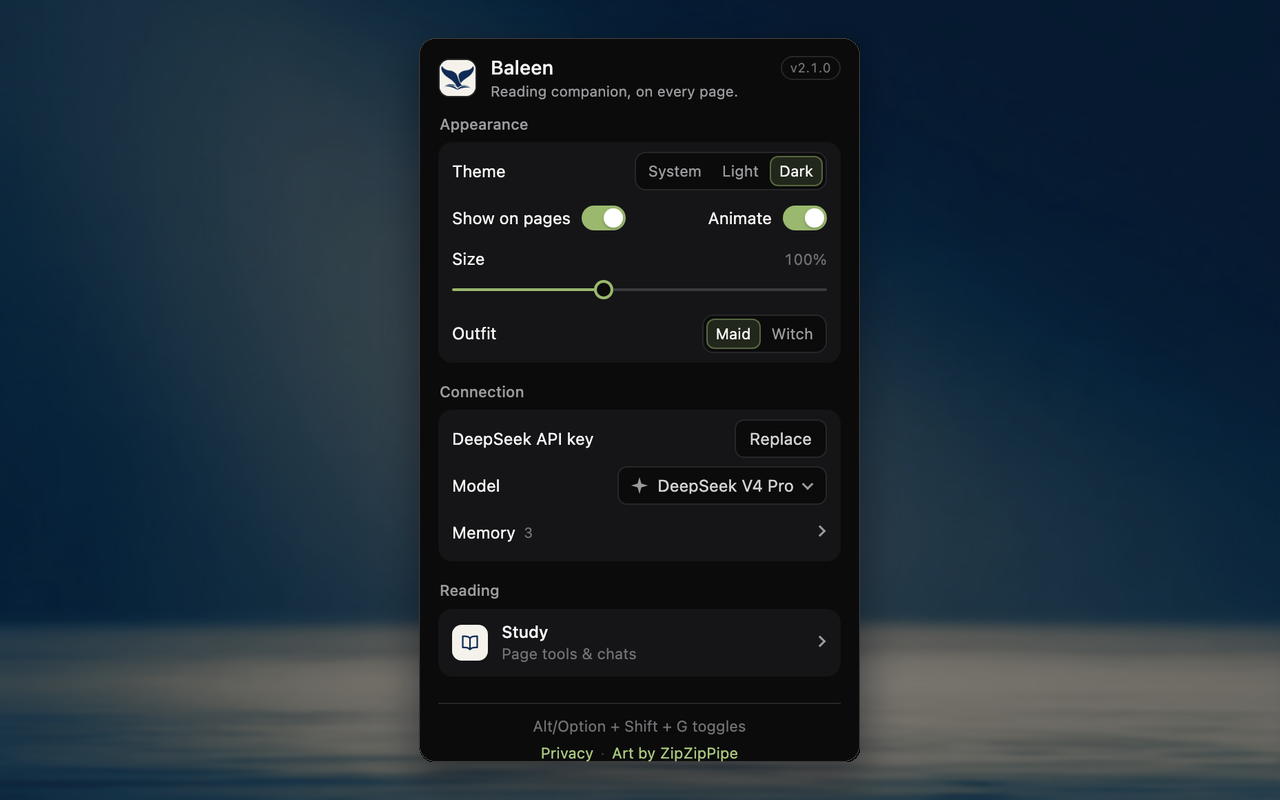 Baleen
v2.1.0
Reading companion, on every page.
Appearance
Theme System Light Dark
Show on pages Animate
Size 100%
Outfit Maid Witch
Connection
DeepSeek API key Replace
Model DeepSeek V4 Pro
Memory 3
Reading
Study
Page tools & chats
Alt/Option + Shift + G toggles
Privacy · Art by ZipZipPipe